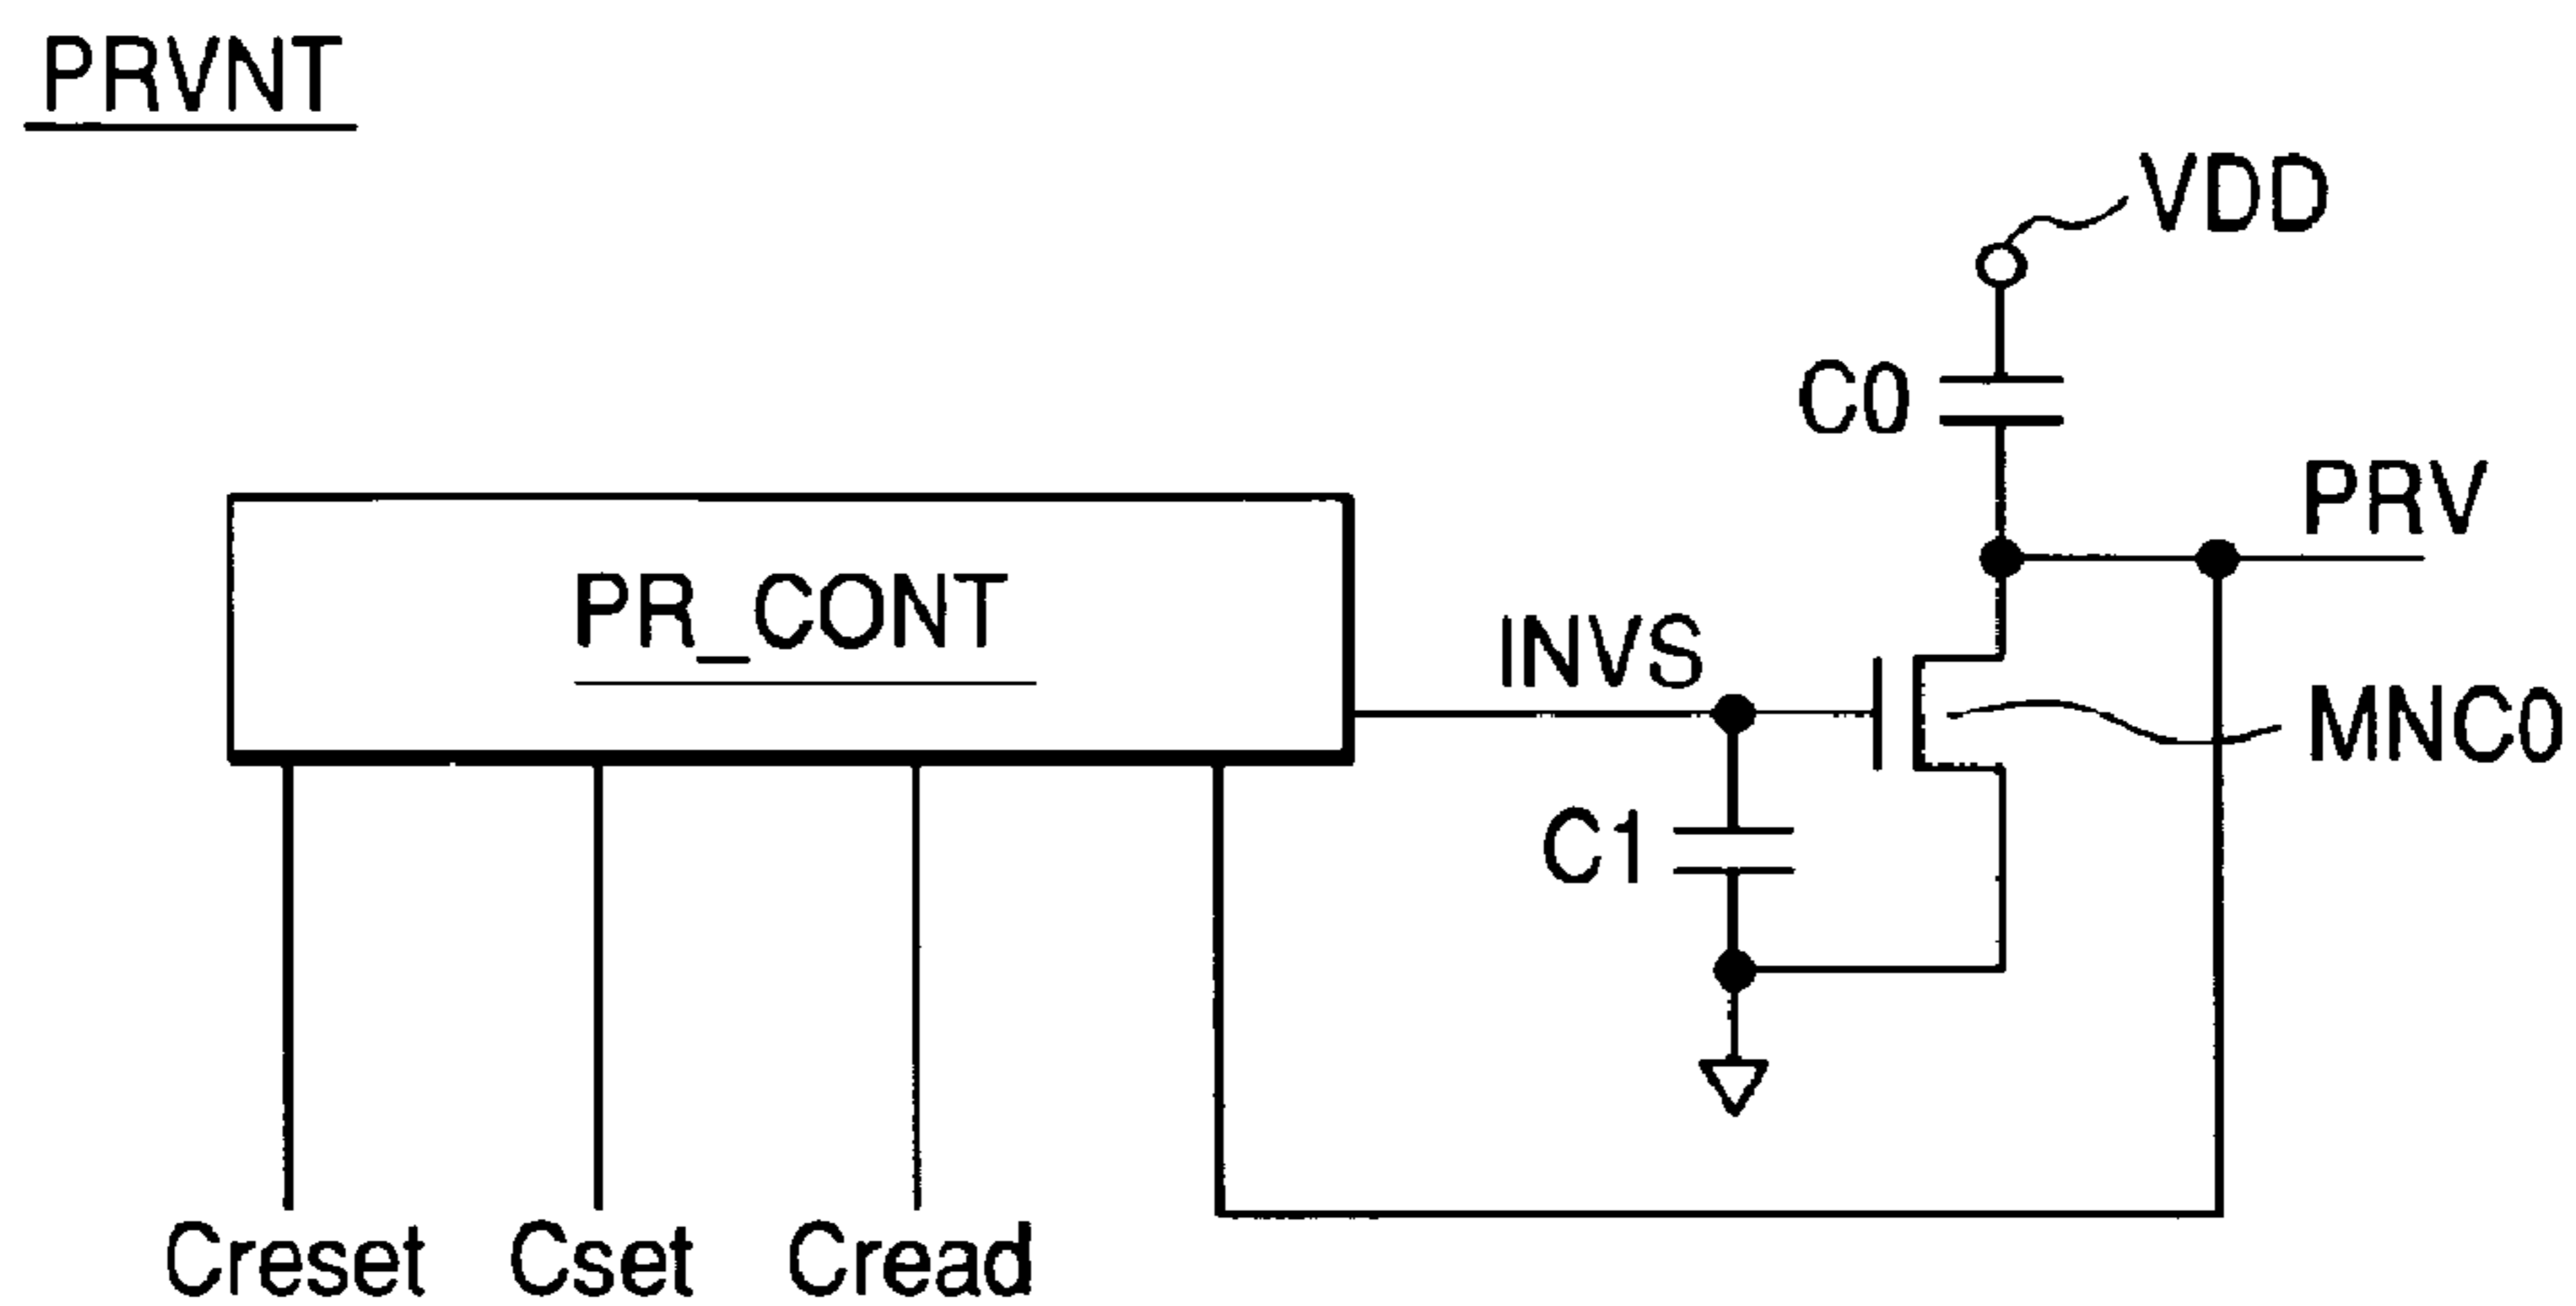 PRVNT
VDD
C0
PRV
PR_CONT
INVS
MNC0
C1
Creset Cset Cread